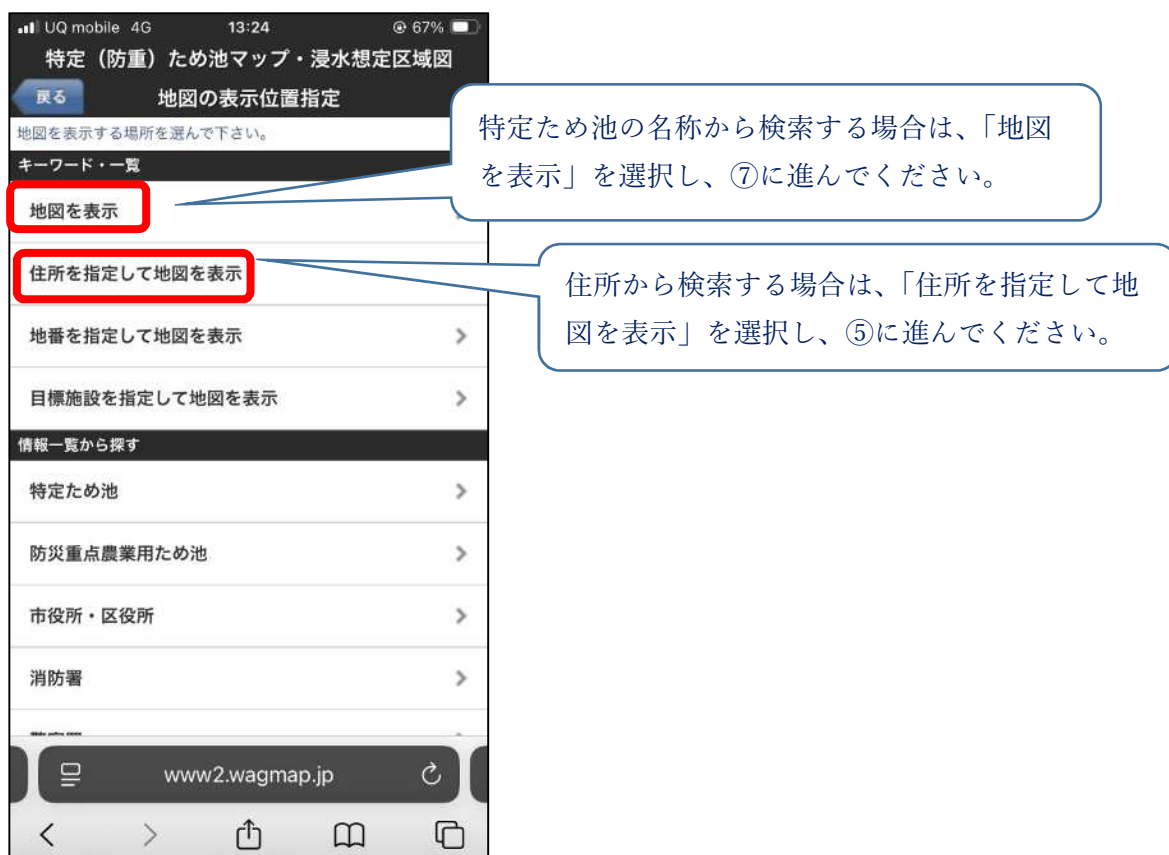 UQ mobile 4G 13:24 67%
特定（防重）ため池マップ・浸水想定区域図
戻る 地図の表示位置指定
地図を表示する場所を選んで下さい。
キーワード・一覧
地図を表示
住所を指定して地図を表示
地番を指定して地図を表示
目標施設を指定して地図を表示
情報一覧から探す
特定ため池
防災重点農業用ため池
市役所・区役所
消防署
www2.wagmap.jp
特定ため池の名称から検索する場合は、「地図
を表示」を選択し、⑦に進んでください。
住所から検索する場合は、「住所を指定して地
図を表示」を選択し、⑤に進んでください。